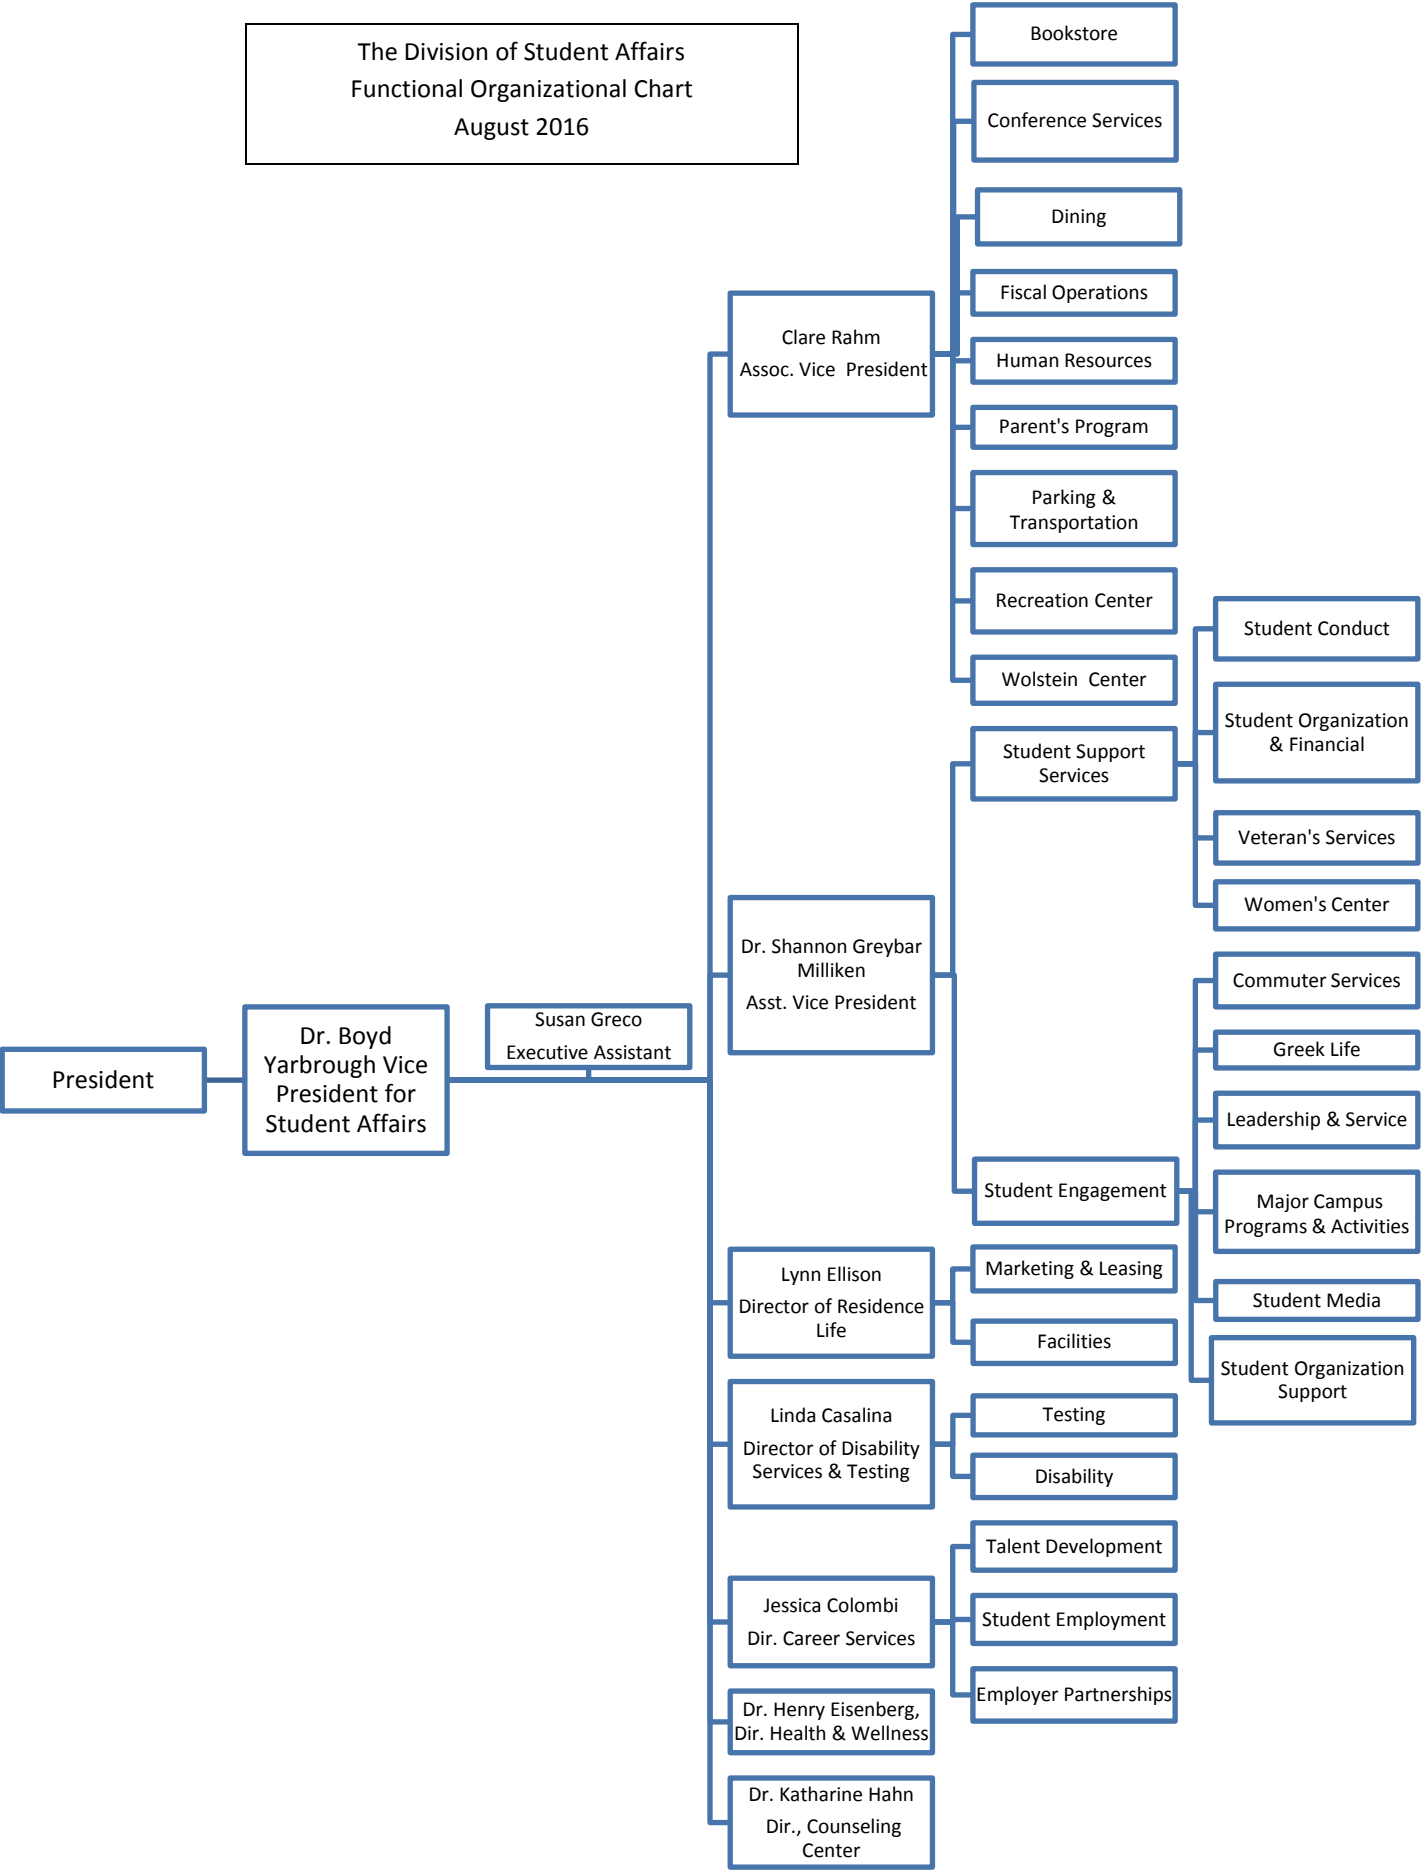 The Division of Student Affairs
Functional Organizational Chart
August 2016
President
Dr. Boyd
Yarbrough Vice
President for
Student Affairs
Susan Greco
Executive Assistant
Clare Rahm
Assoc. Vice  President
Bookstore
Conference Services
Dining
Fiscal Operations
Human Resources
Parent's Program
Parking &
Transportation
Recreation Center
Wolstein  Center
Dr. Shannon Greybar
Milliken
Asst. Vice President
Student Support
Services
Student Conduct
Student Organization
& Financial
Veteran's Services
Women's Center
Student Engagement
Commuter Services
Greek Life
Leadership & Service
Major Campus
Programs & Activities
Student Media
Student Organization
Support
Lynn Ellison
Director of Residence
Life
Marketing & Leasing
Facilities
Linda Casalina
Director of Disability
Services & Testing
Testing
Disability
Jessica Colombi
Dir. Career Services
Talent Development
Student Employment
Employer Partnerships
Dr. Henry Eisenberg,
Dir. Health & Wellness
Dr. Katharine Hahn
Dir., Counseling
Center